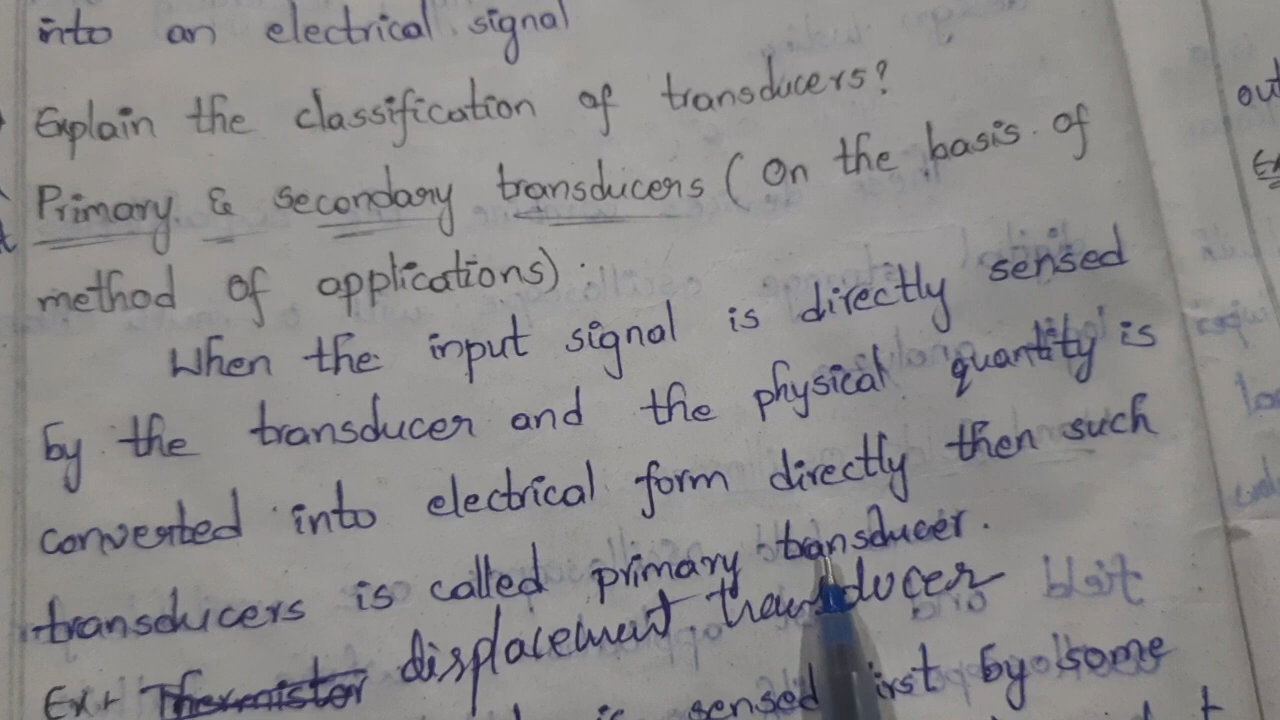 into an electrical signal
Explain the classification of transducers?
Primary & secondary transducers (On the basis of
method of applications)
When the input signal is directly sensed
by the transducer and the physical quantity is
converted into electrical form directly then such
transducers is called primary transducer.
Ex:- Thermistor displacement transducer
sensed first by some
out